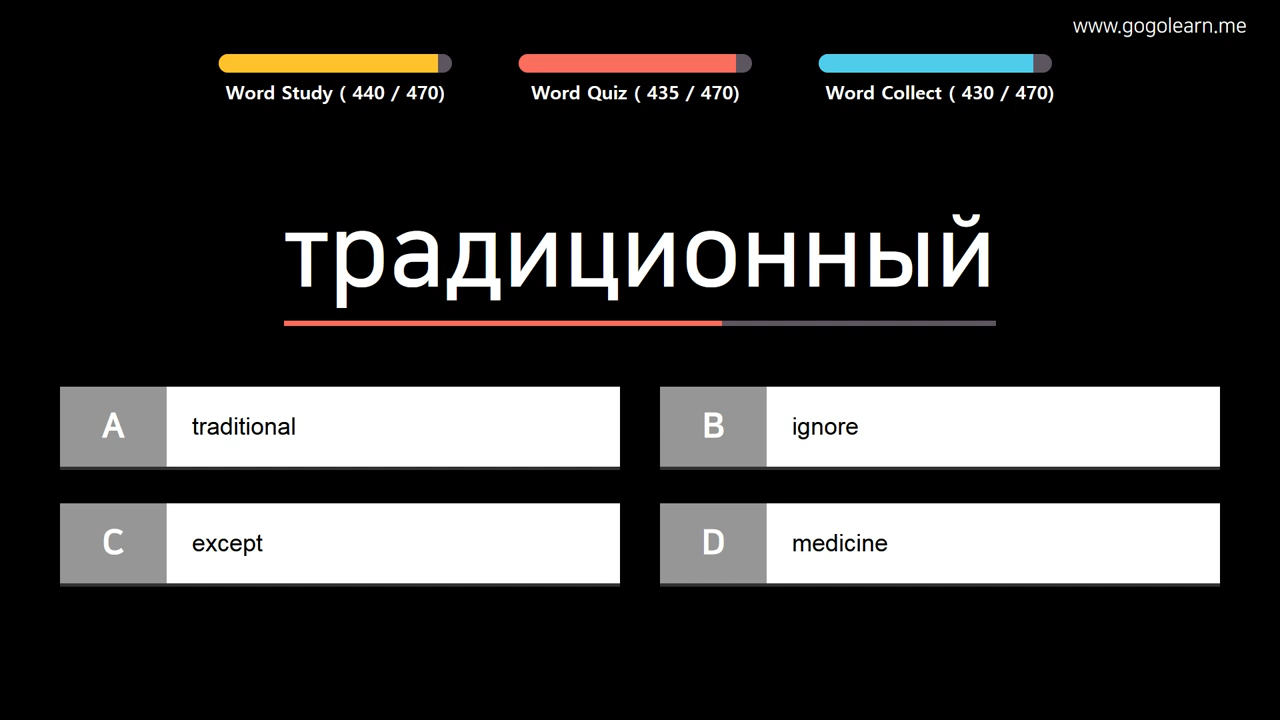 www.gogolearn.me
Word Study ( 440 / 470)
Word Quiz ( 435 / 470)
Word Collect ( 430 / 470)
традиционный
A traditional
B ignore
C except
D medicine